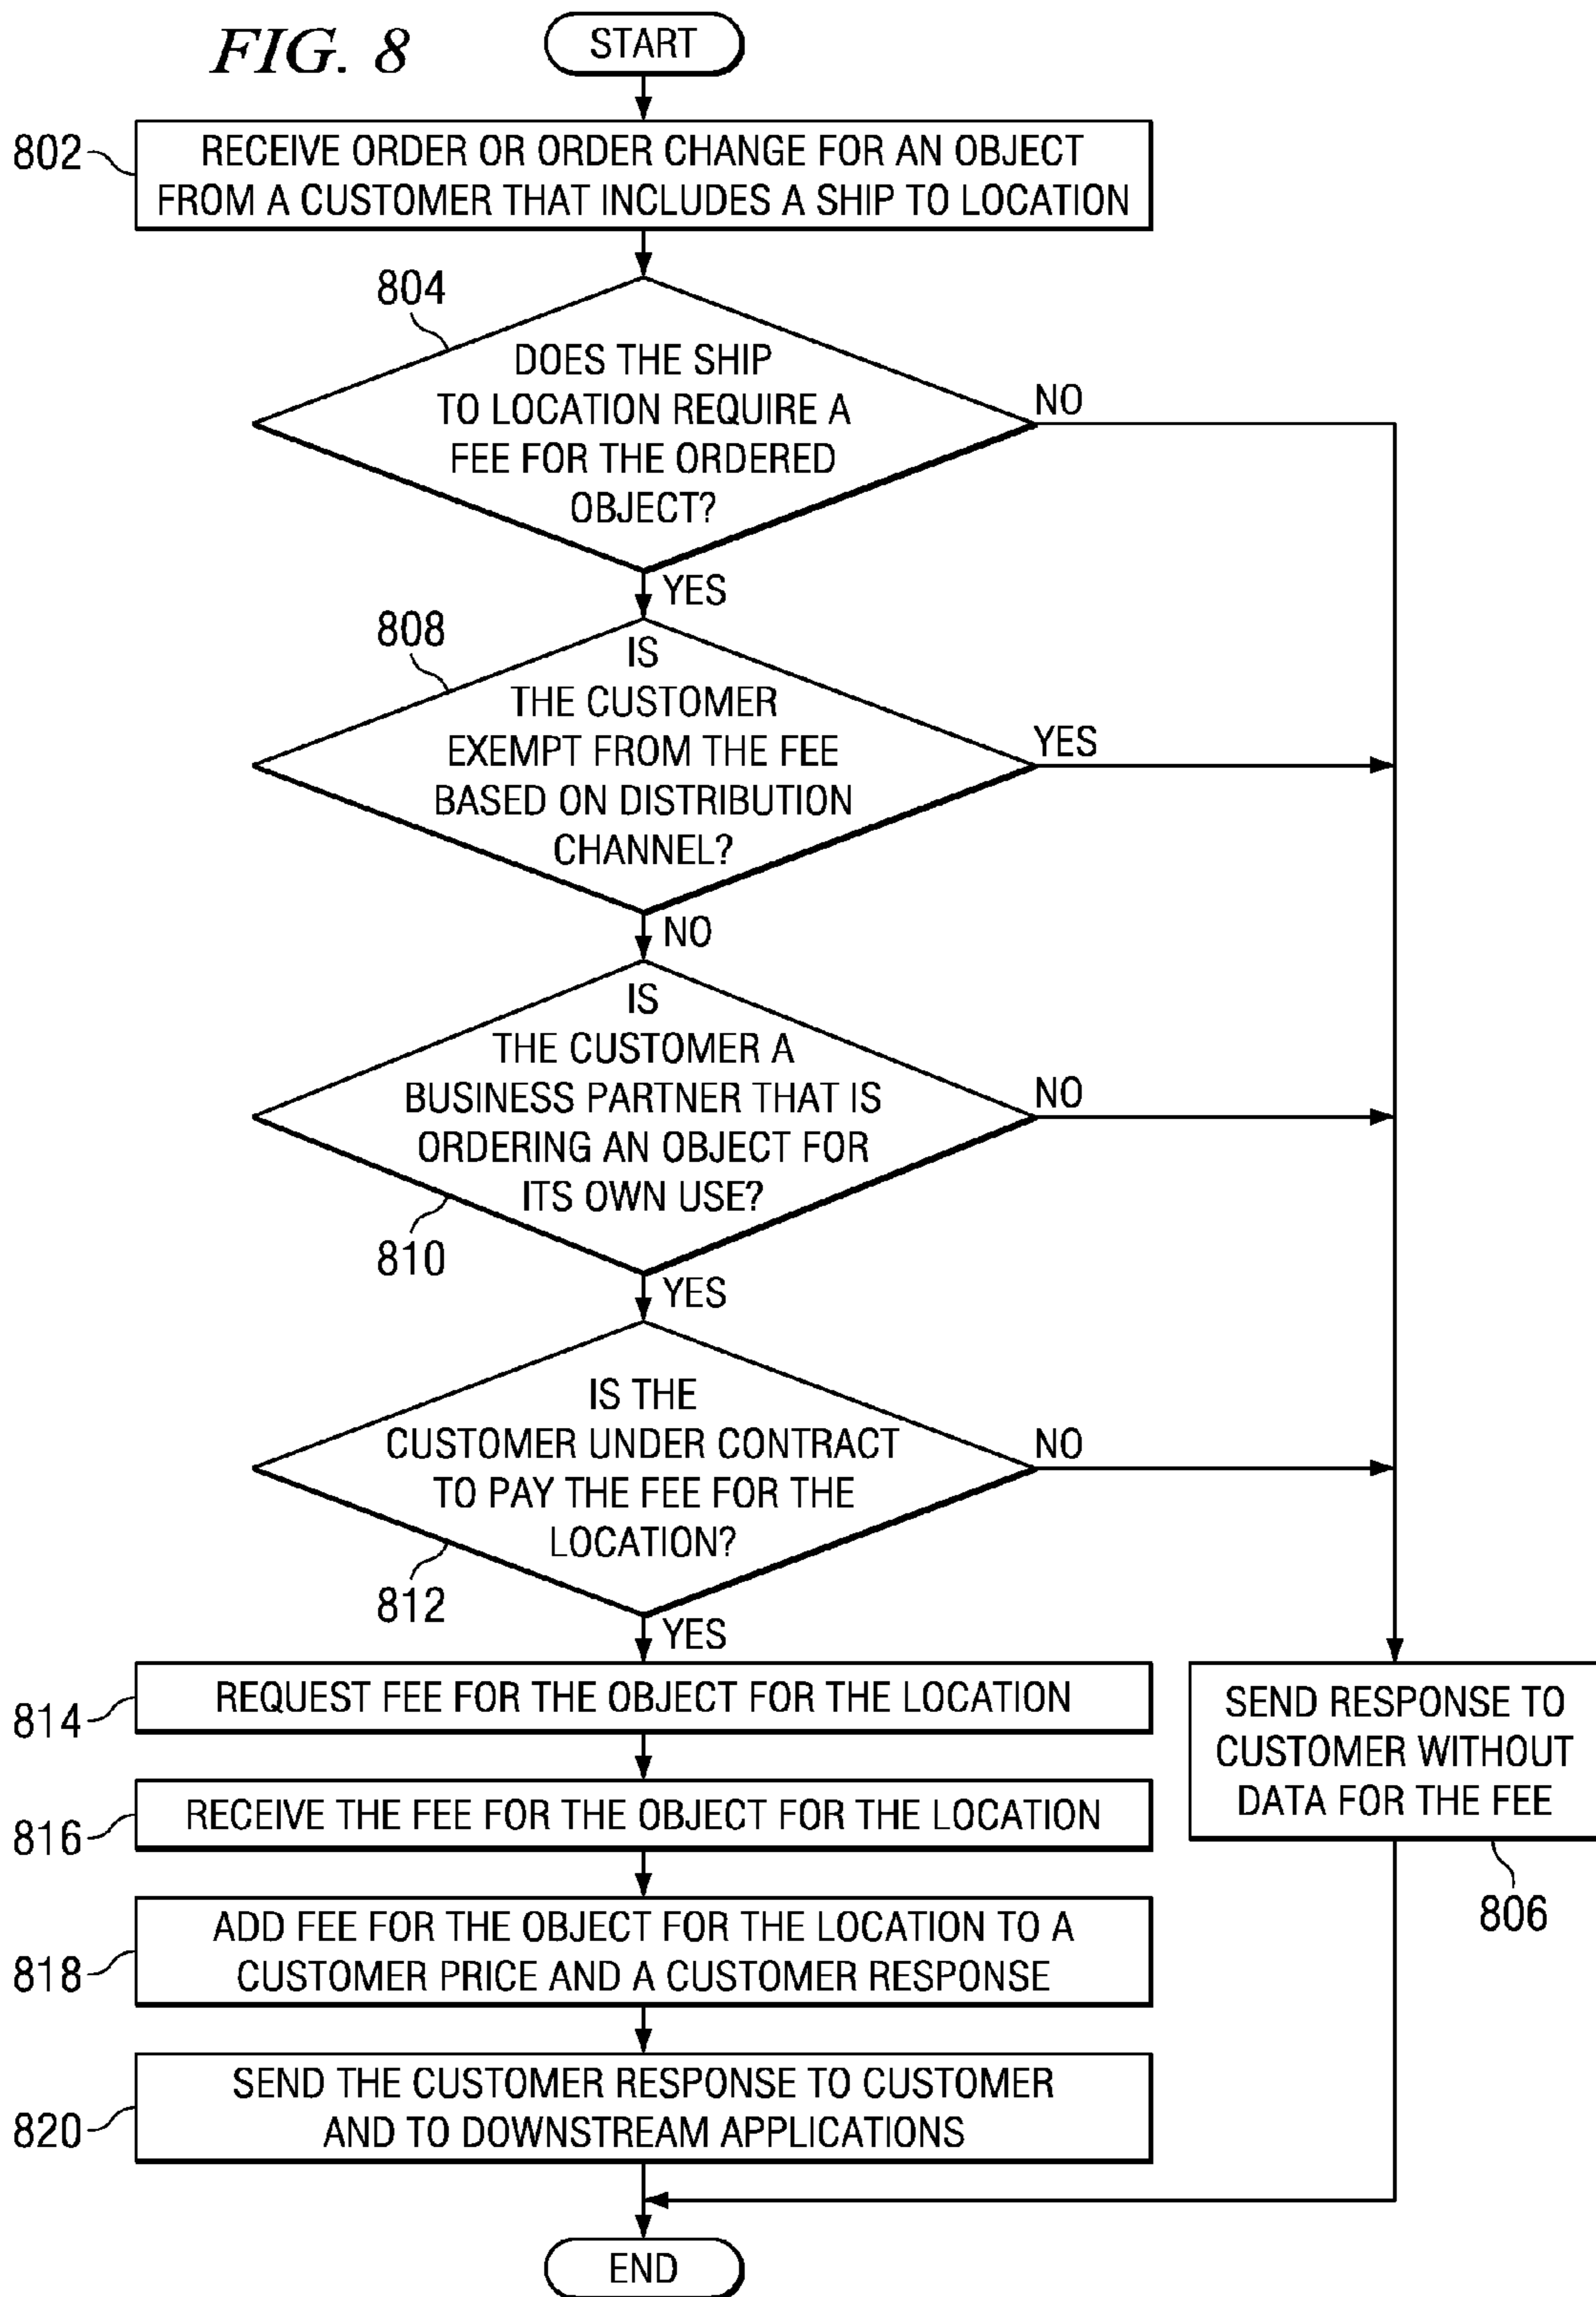 FIG. 8
START
802
RECEIVE ORDER OR ORDER CHANGE FOR AN OBJECT
FROM A CUSTOMER THAT INCLUDES A SHIP TO LOCATION
804
DOES THE SHIP
TO LOCATION REQUIRE A
FEE FOR THE ORDERED
OBJECT?
NO
YES
808
IS
THE CUSTOMER
EXEMPT FROM THE FEE
BASED ON DISTRIBUTION
CHANNEL?
YES
NO
IS
THE CUSTOMER A
BUSINESS PARTNER THAT IS
ORDERING AN OBJECT FOR
ITS OWN USE?
NO
810
YES
IS THE
CUSTOMER UNDER CONTRACT
TO PAY THE FEE FOR THE
LOCATION?
NO
812
YES
814
REQUEST FEE FOR THE OBJECT FOR THE LOCATION
SEND RESPONSE TO
CUSTOMER WITHOUT
DATA FOR THE FEE
806
816
RECEIVE THE FEE FOR THE OBJECT FOR THE LOCATION
818
ADD FEE FOR THE OBJECT FOR THE LOCATION TO A
CUSTOMER PRICE AND A CUSTOMER RESPONSE
820
SEND THE CUSTOMER RESPONSE TO CUSTOMER
AND TO DOWNSTREAM APPLICATIONS
END